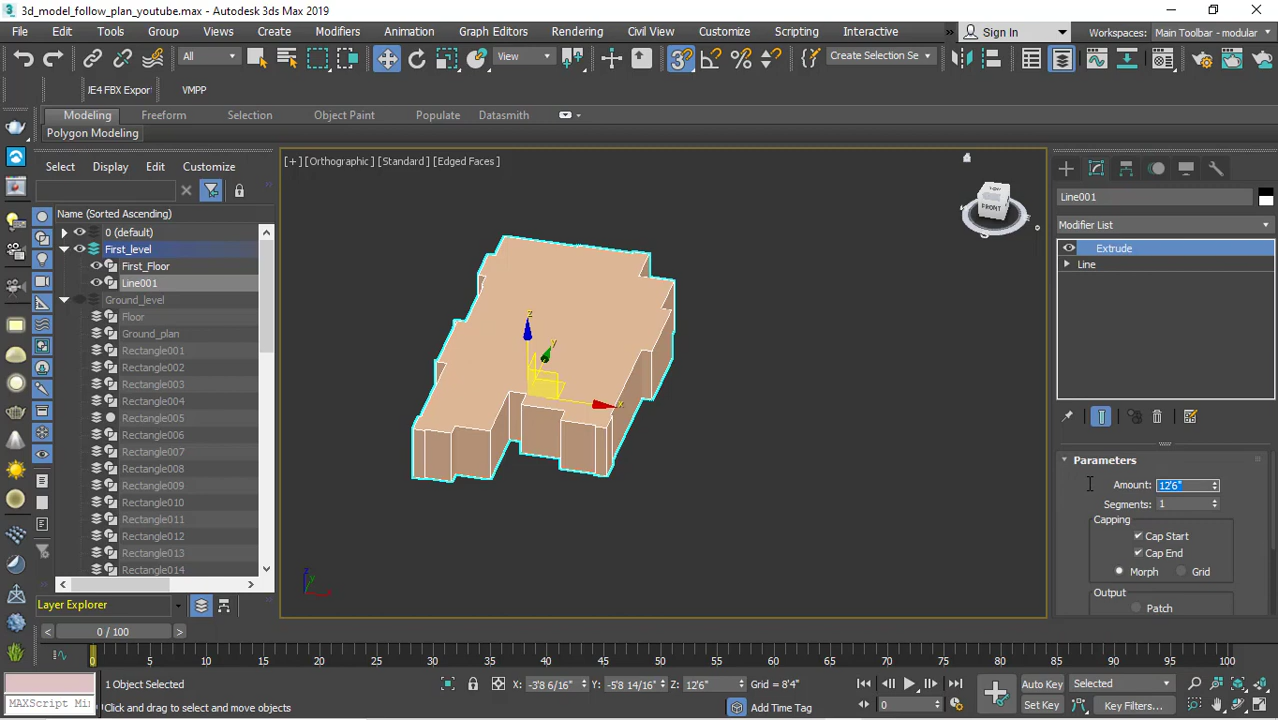 3d_model_follow_plan_youtube.max - Autodesk 3ds Max 2019
File Edit Tools Group Views Create Modifiers Animation Graph Editors Rendering Civil View Customize Scripting Interactive » Sign In Workspaces: Main Toolbar - modular
All View Create Selection Se
JE4 FBX Export VMPP
Modeling Freeform Selection Object Paint Populate Datasmith
Polygon Modeling
Select Display Edit Customize
[+] [Orthographic] [Standard] [Edged Faces]
FRONT
Line001
Name (Sorted Ascending)
Modifier List
0 (default)
First_level
Extrude
First_Floor
Line
Line001
Ground_level
Floor
Ground_plan
Rectangle001
Rectangle002
Rectangle003
Rectangle004
Rectangle005
Rectangle006
Rectangle007
Rectangle008
Rectangle009
Rectangle010
Rectangle011
Rectangle012
Rectangle013
Rectangle014
z
y
x
Parameters
Amount: 12'6"
Segments: 1
Capping
Cap Start
Cap End
Morph Grid
Output
Patch
Layer Explorer
< 0 / 100 >
0 5 10 15 20 25 30 35 40 45 50 55 60 65 70 75 80 85 90 95 100
1 Object Selected X: -3'8 6/16" Y: -5'8 14/16" Z: 12'6" Grid = 8'4" Auto Key Selected
MAXScript Mi Click and drag to select and move objects Add Time Tag 0 Set Key Key Filters...